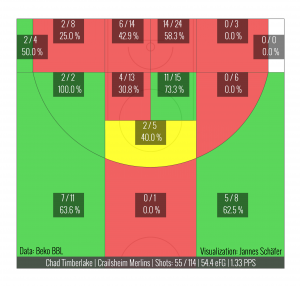 2 / 8
25.0 %
6 / 14
42.9 %
14 / 24
58.3 %
0 / 3
0.0 %
2 / 4
50.0 %
0 / 0
0.0 %
2 / 2
100.0 %
4 / 13
30.8 %
11 / 15
73.3 %
0 / 6
0.0 %
2 / 5
40.0 %
7 / 11
63.6 %
0 / 1
0.0 %
5 / 8
62.5 %
Data: Beko BBL
Visualization: Jannes Schäfer
Chad Timberlake | Crailsheim Merlins | Shots: 55 / 114 | 54.4 eFG | 1.33 PPS